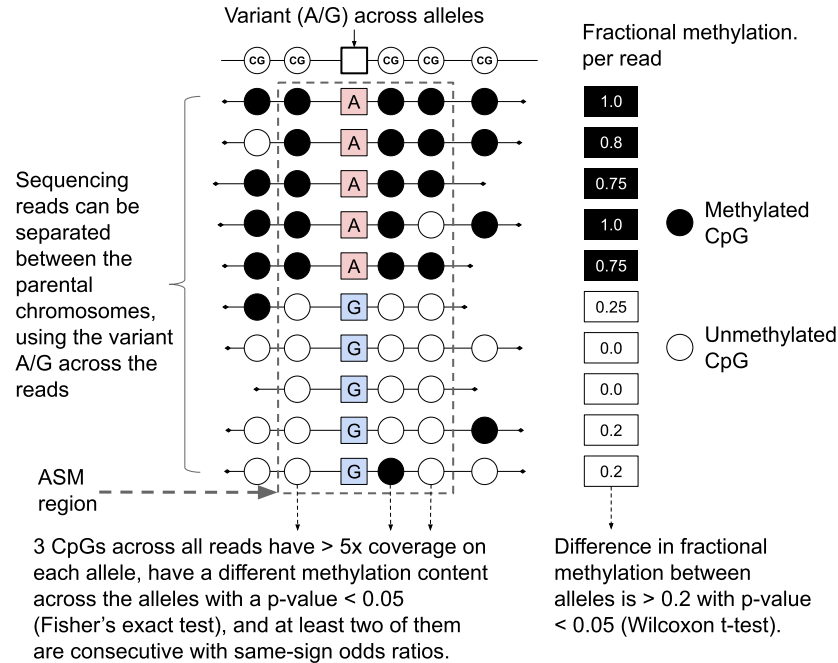 Variant (A/G) across alleles
Fractional methylation.
per read
CG CG CG CG CG
A 1.0
A 0.8
A 0.75
A 1.0
A 0.75
G 0.25
G 0.0
G 0.0
G 0.2
G 0.2
Sequencing
reads can be
separated
between the
parental
chromosomes,
using the variant
A/G across the
reads
Methylated
CpG
Unmethylated
CpG
ASM
region
3 CpGs across all reads have > 5x coverage on
each allele, have a different methylation content
across the alleles with a p-value < 0.05
(Fisher’s exact test), and at least two of them
are consecutive with same-sign odds ratios.
Difference in fractional
methylation between
alleles is > 0.2 with p-value
< 0.05 (Wilcoxon t-test).